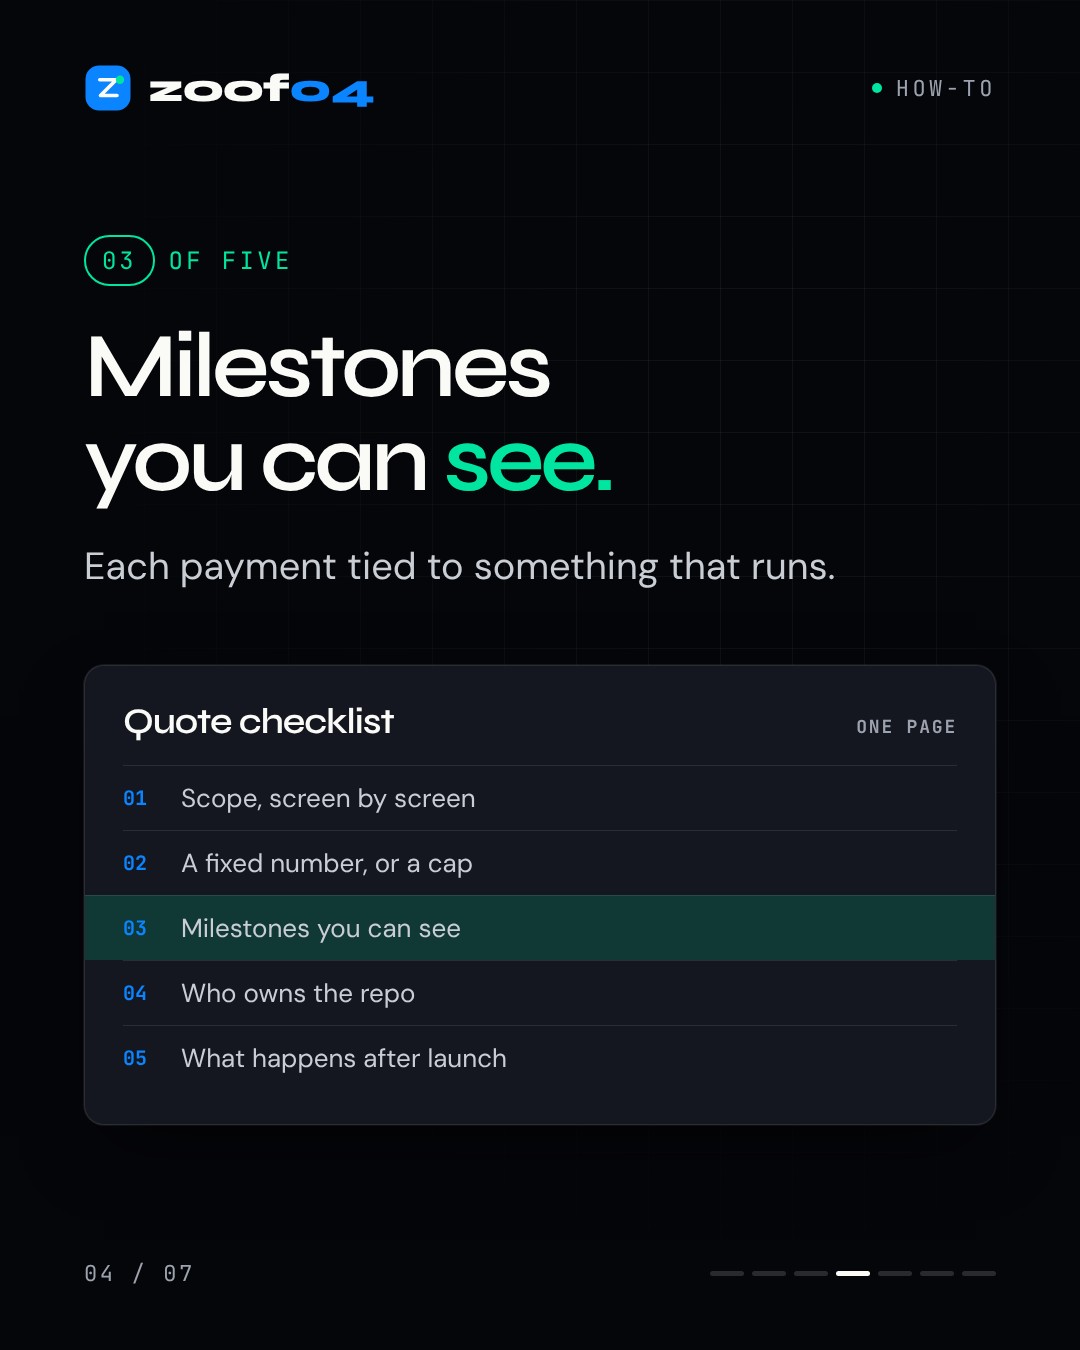 Z zoof04
HOW-TO
03 OF FIVE
Milestones
you can see.
Each payment tied to something that runs.
Quote checklist
ONE PAGE
01 Scope, screen by screen
02 A fixed number, or a cap
03 Milestones you can see
04 Who owns the repo
05 What happens after launch
04 / 07